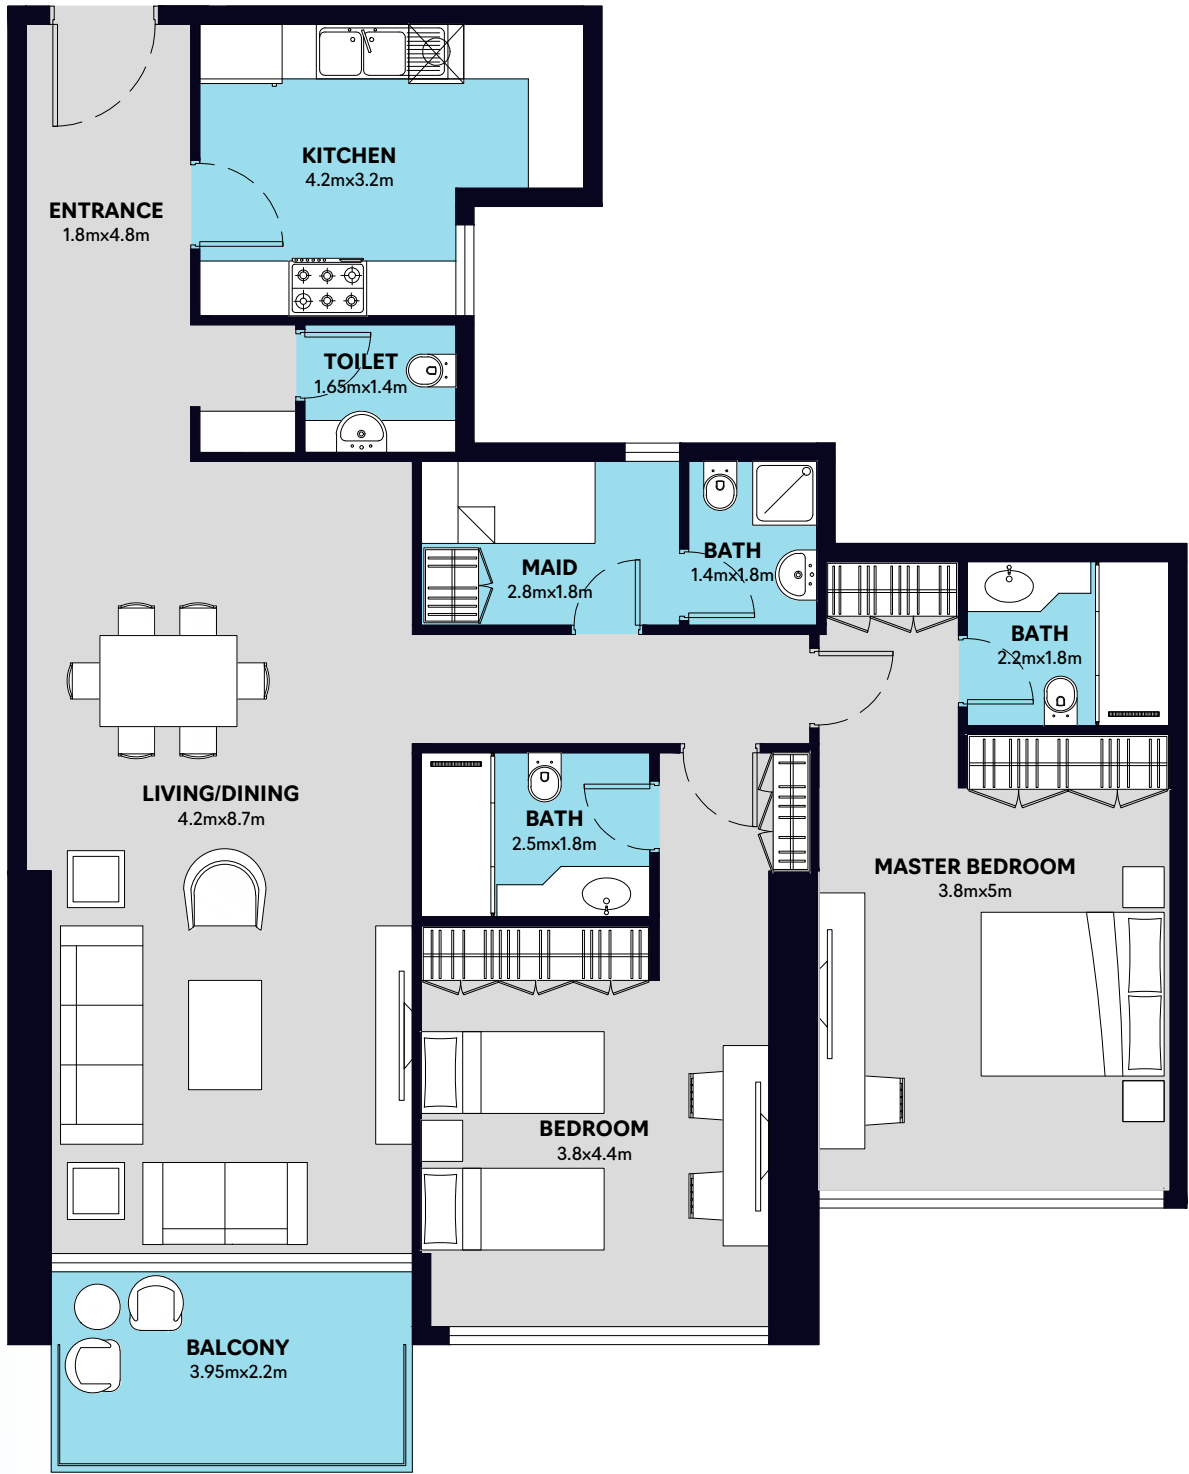 KITCHEN
4.2mx3.2m
ENTRANCE
1.8mx4.8m
TOILET
1.65mx1.4m
BATH
1.4mx1.8m
MAID
2.8mx1.8m
BATH
2.2mx1.8m
LIVING/DINING
4.2mx8.7m
BATH
2.5mx1.8m
MASTER BEDROOM
3.8mx5m
BEDROOM
3.8x4.4m
BALCONY
3.95mx2.2m